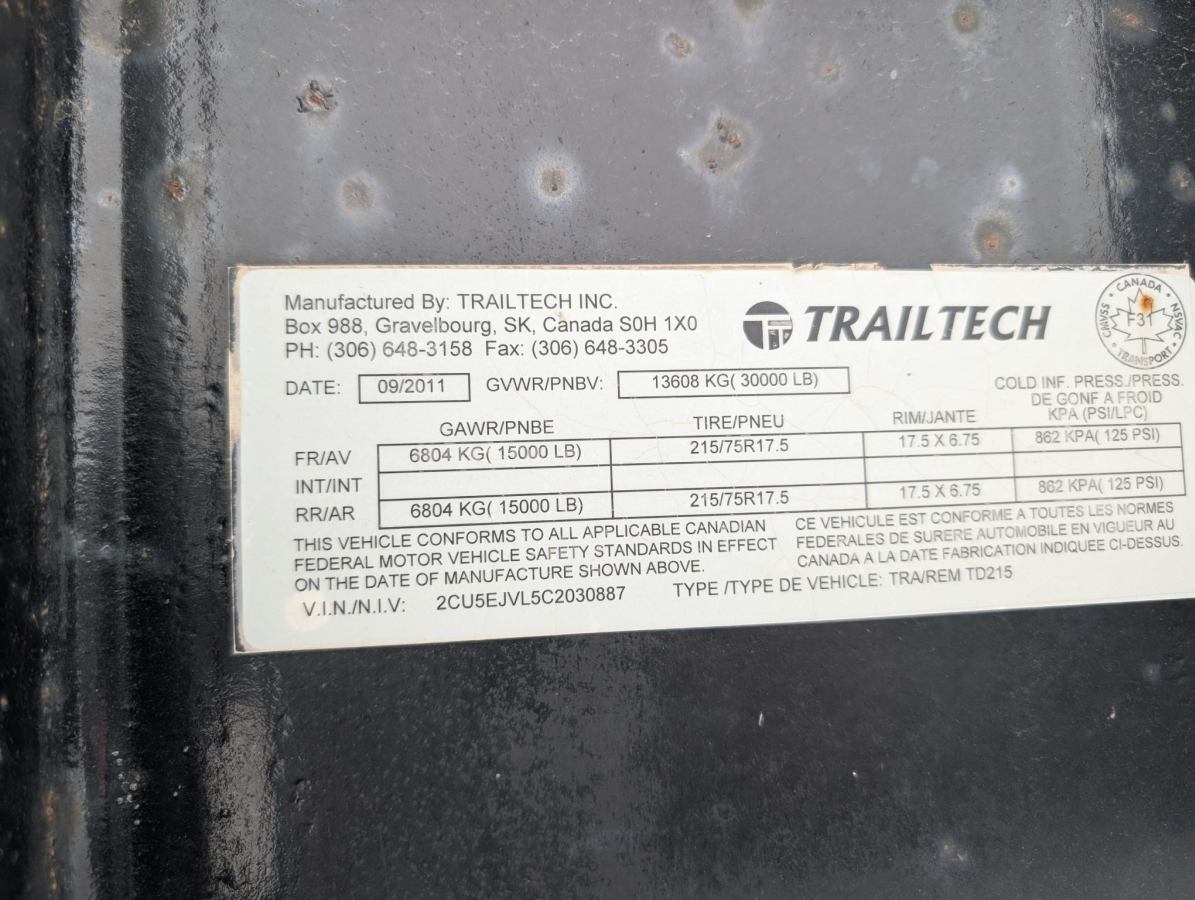 Manufactured By: TRAILTECH INC.
Box 988, Gravelbourg, SK, Canada S0H 1X0
PH: (306) 648-3158 Fax: (306) 648-3305
TRAILTECH
CANADA
CMVSS NSVAC
F31
TRANSPORT
DATE: 09/2011 GVWR/PNBV: 13608 KG( 30000 LB)
COLD INF. PRESS./PRESS.
DE GONF A FROID
KPA (PSI/LPC)
GAWR/PNBE TIRE/PNEU RIM/JANTE
FR/AV 6804 KG( 15000 LB) 215/75R17.5 17.5 X 6.75 862 KPA( 125 PSI)
INT/INT
RR/AR 6804 KG( 15000 LB) 215/75R17.5 17.5 X 6.75 862 KPA( 125 PSI)
THIS VEHICLE CONFORMS TO ALL APPLICABLE CANADIAN
FEDERAL MOTOR VEHICLE SAFETY STANDARDS IN EFFECT
ON THE DATE OF MANUFACTURE SHOWN ABOVE.
CE VEHICULE EST CONFORME A TOUTES LES NORMES
FEDERALES DE SURERE AUTOMOBILE EN VIGUEUR AU
CANADA A LA DATE FABRICATION INDIQUEE CI-DESSUS.
V.I.N./N.I.V: 2CU5EJVL5C2030887 TYPE /TYPE DE VEHICLE: TRA/REM TD215